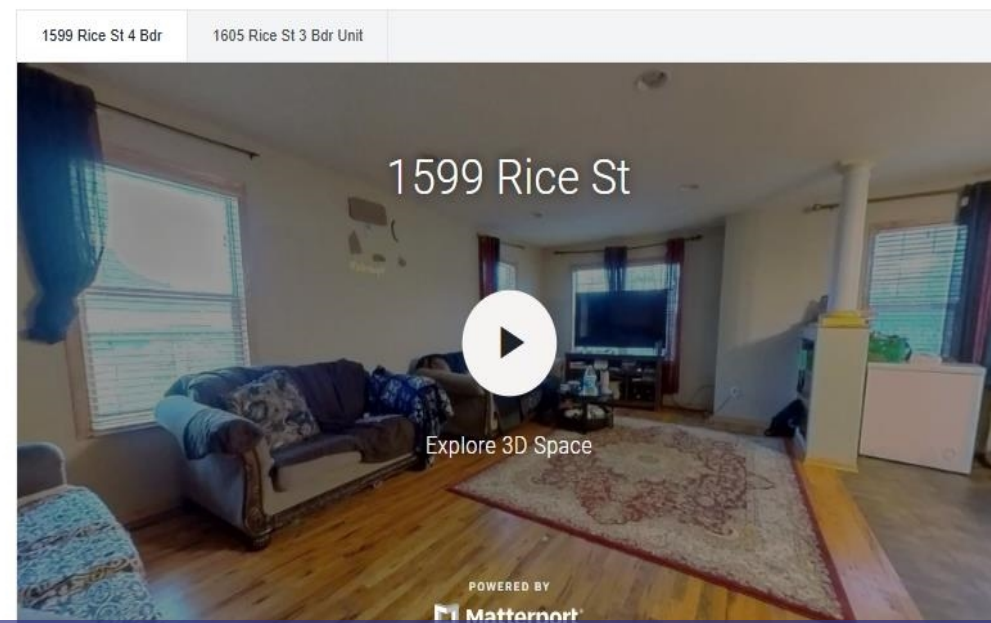 1599 Rice St 4 Bdr
1605 Rice St 3 Bdr Unit
1599 Rice St
Explore 3D Space
POWERED BY
Matterport